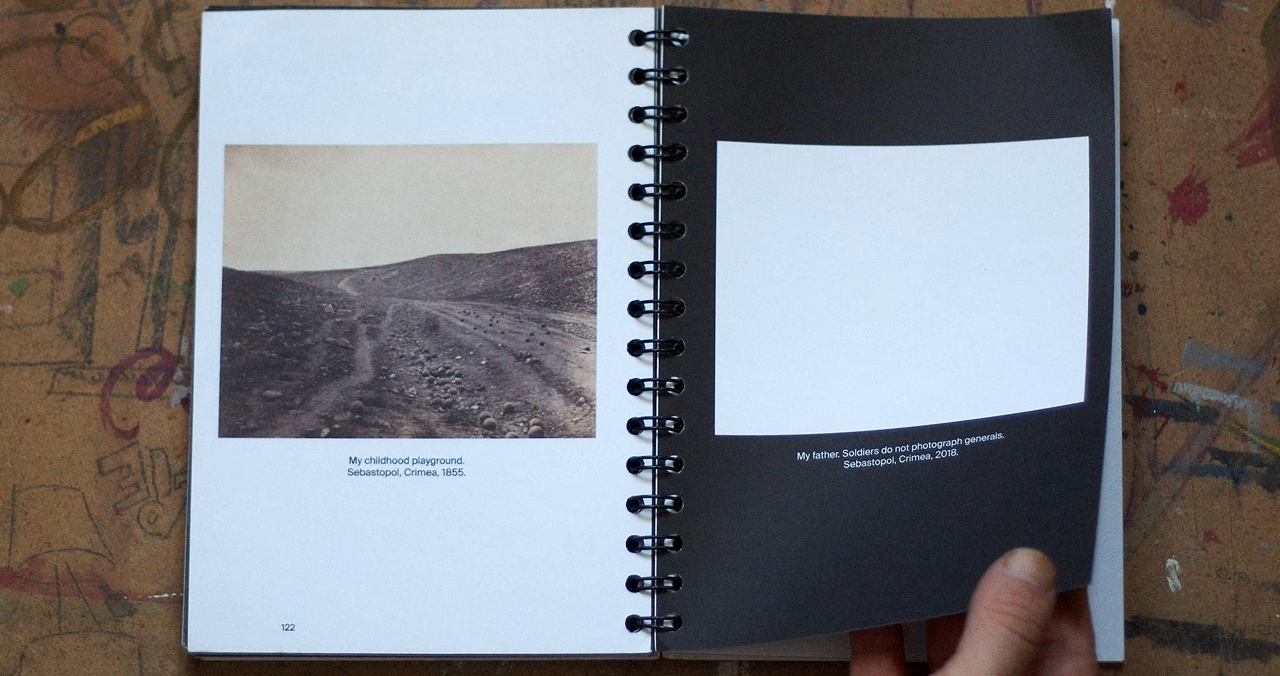 My childhood playground.
Sebastopol, Crimea, 1855.
122
My father. Soldiers do not photograph generals.
Sebastopol, Crimea, 2018.